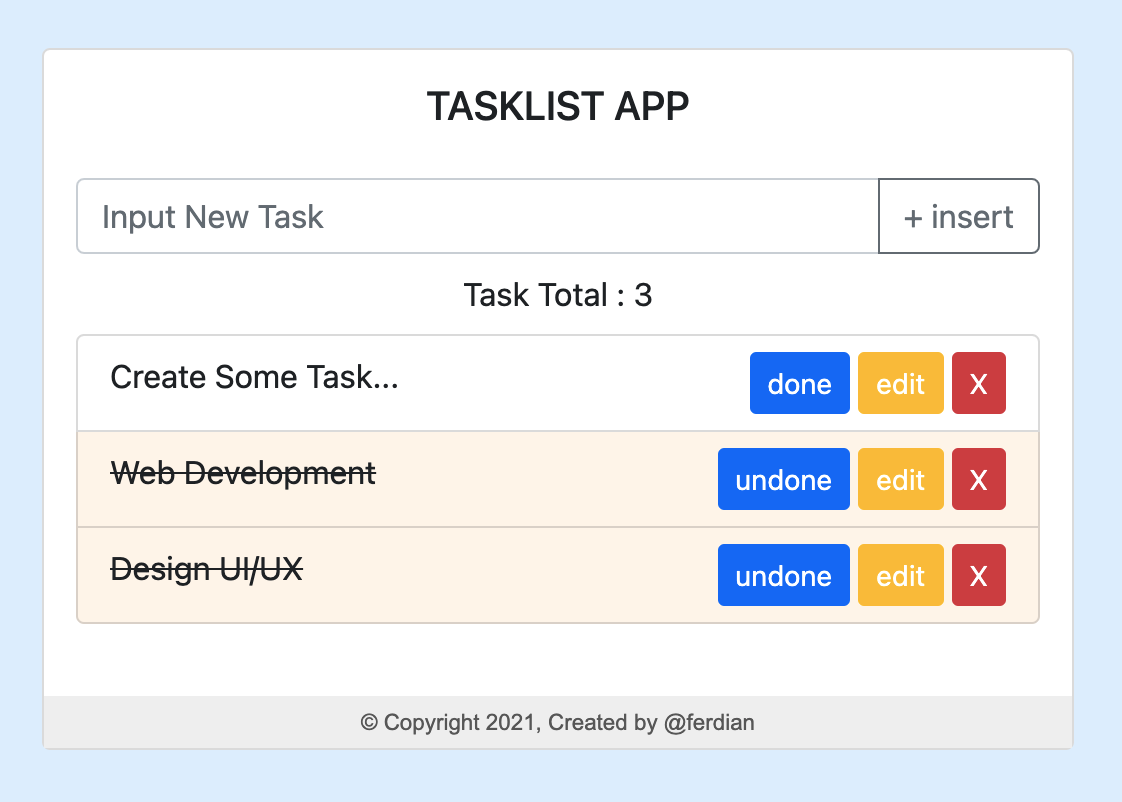 TASKLIST APP
Input New Task + insert
Task Total : 3
Create Some Task... done edit X
Web Development undone edit X
Design UI/UX undone edit X
© Copyright 2021, Created by @ferdian